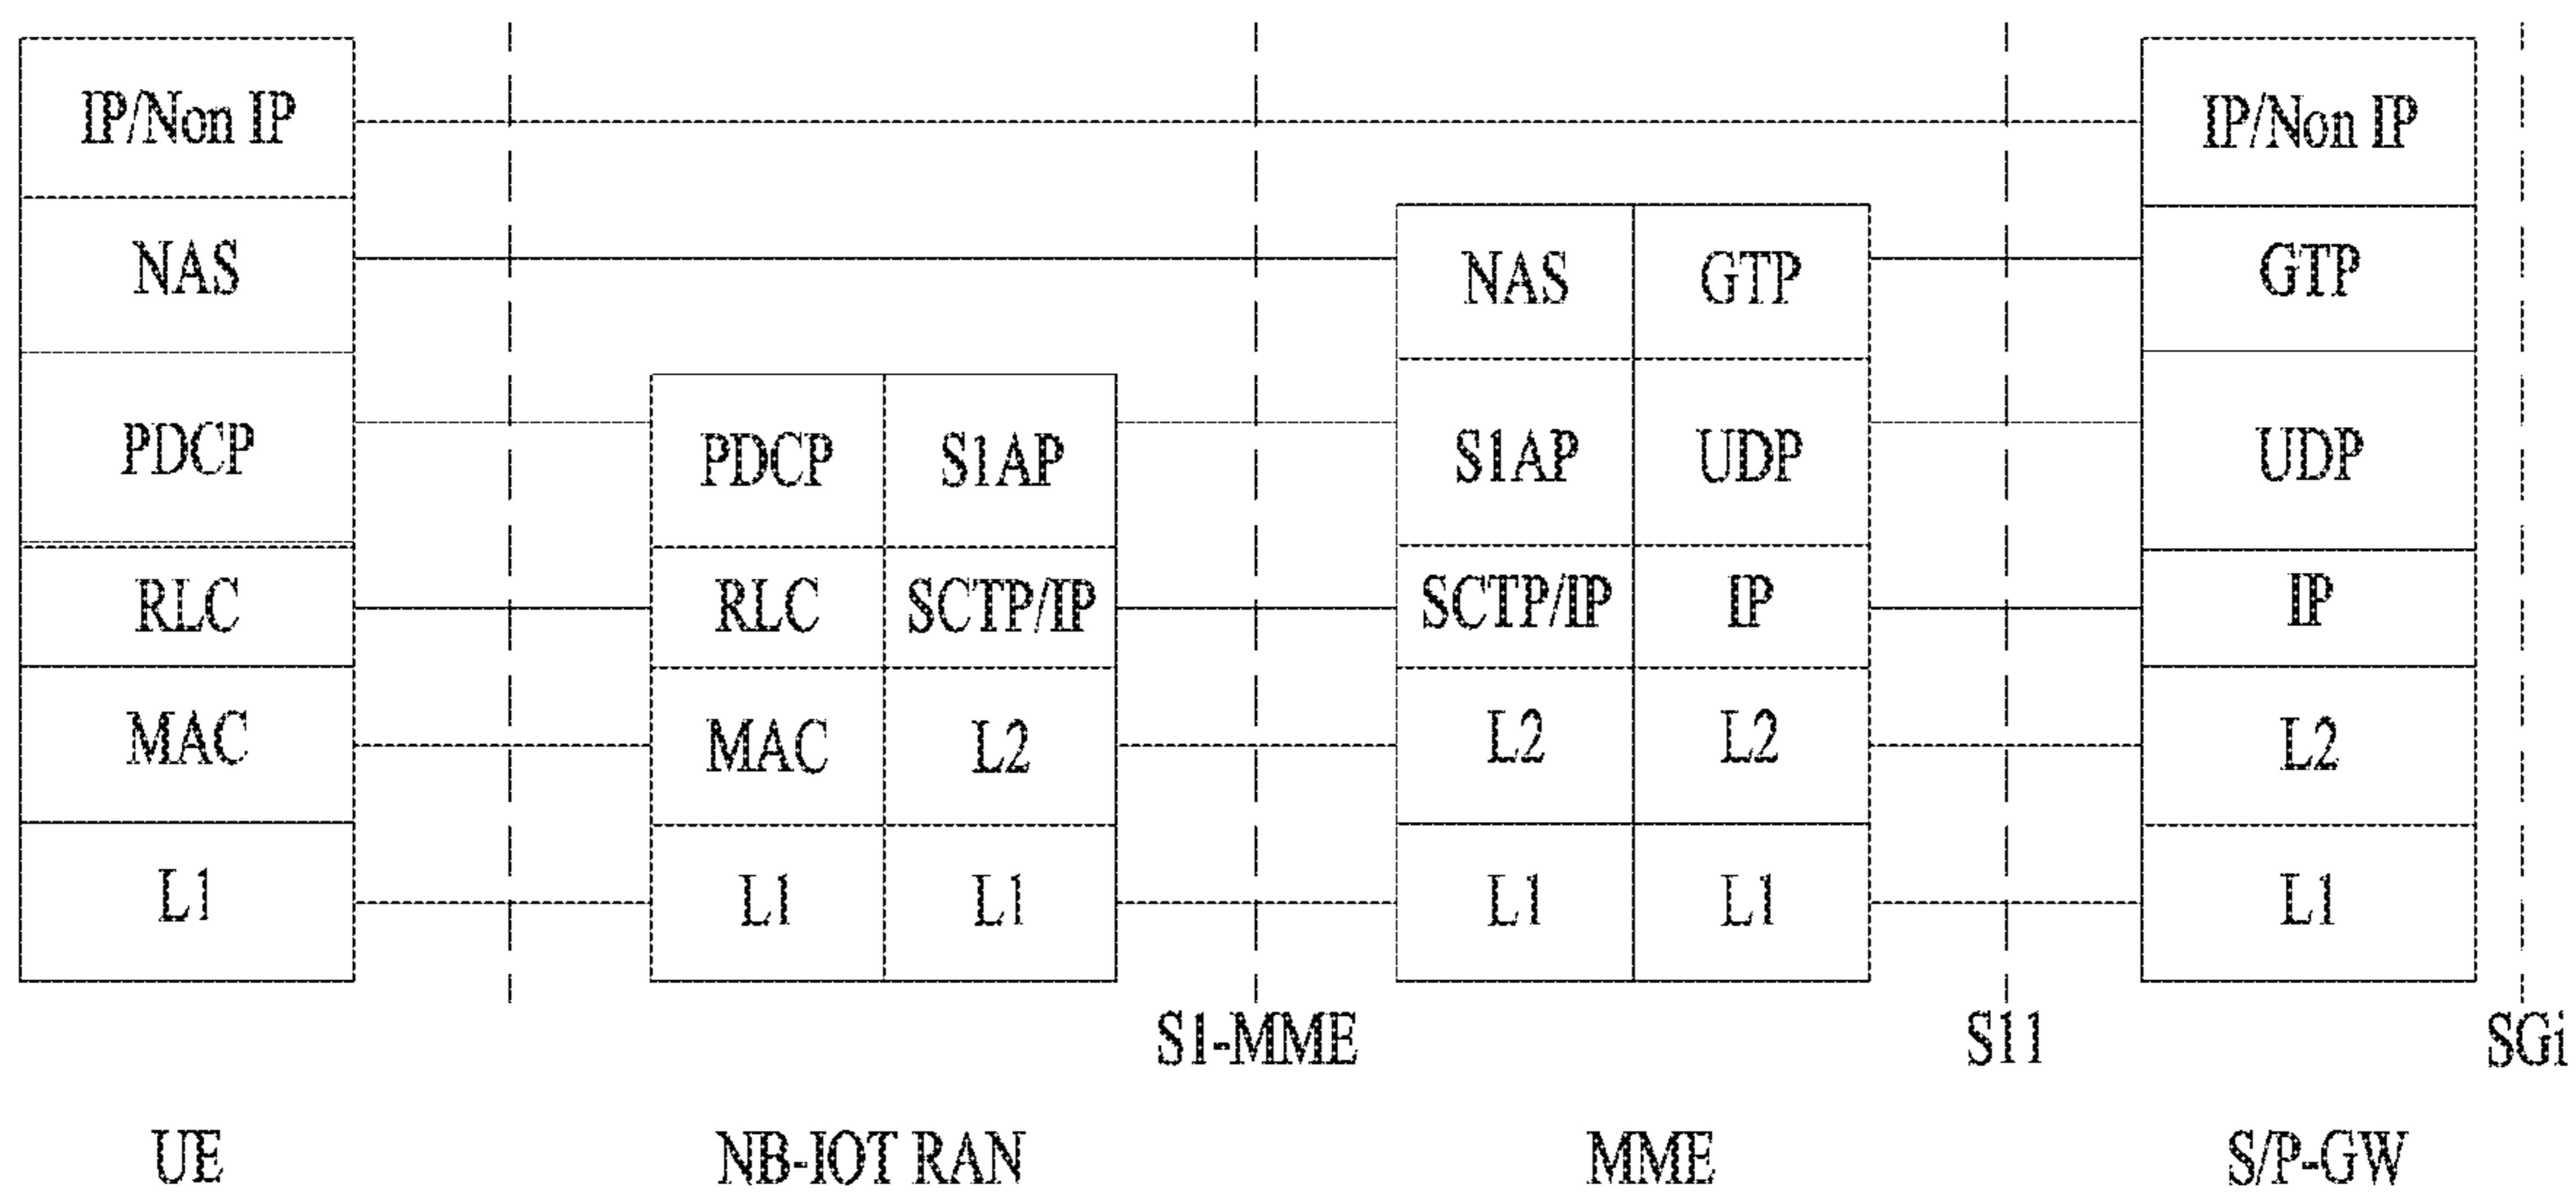 IP/Non IP IP/Non IP
NAS NAS GTP GTP
PDCP PDCP S1AP S1AP UDP UDP
RLC RLC SCTP/IP SCTP/IP IP IP
MAC MAC L2 L2 L2 L2
L1 L1 L1 L1 L1 L1
S1-MME S11 SGi
UE NB-IOT RAN MME S/P-GW